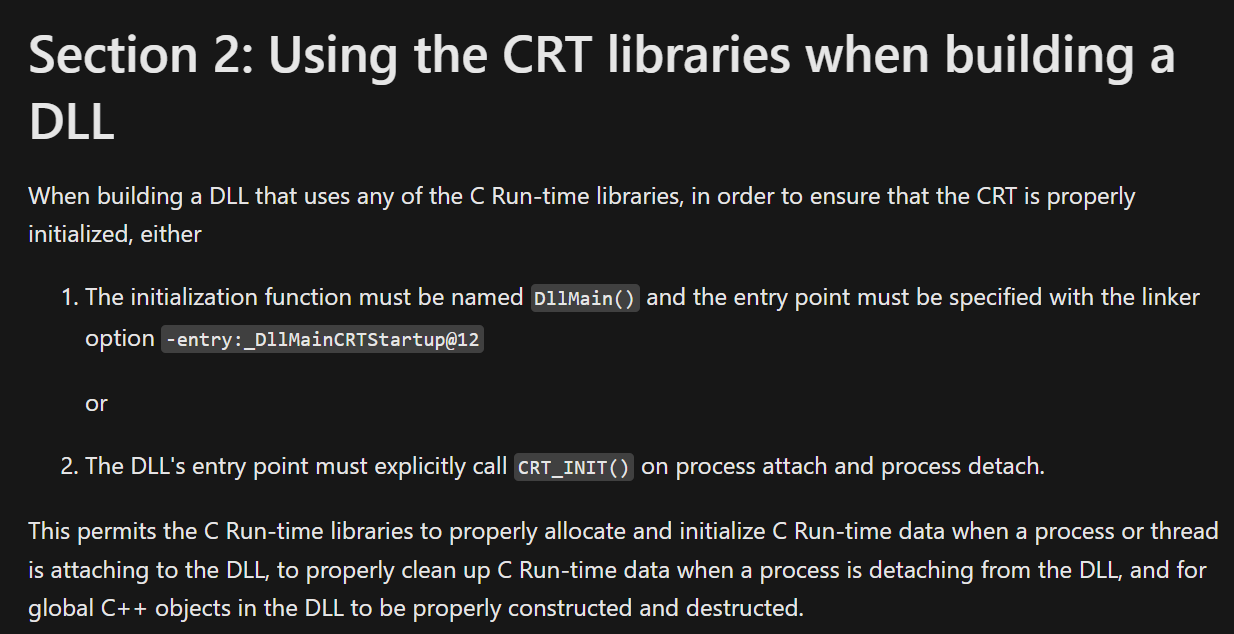 Section 2: Using the CRT libraries when building a
DLL
When building a DLL that uses any of the C Run-time libraries, in order to ensure that the CRT is properly
initialized, either
1. The initialization function must be named DllMain() and the entry point must be specified with the linker
option -entry:_DllMainCRTStartup@12
or
2. The DLL's entry point must explicitly call CRT_INIT() on process attach and process detach.
This permits the C Run-time libraries to properly allocate and initialize C Run-time data when a process or thread
is attaching to the DLL, to properly clean up C Run-time data when a process is detaching from the DLL, and for
global C++ objects in the DLL to be properly constructed and destructed.